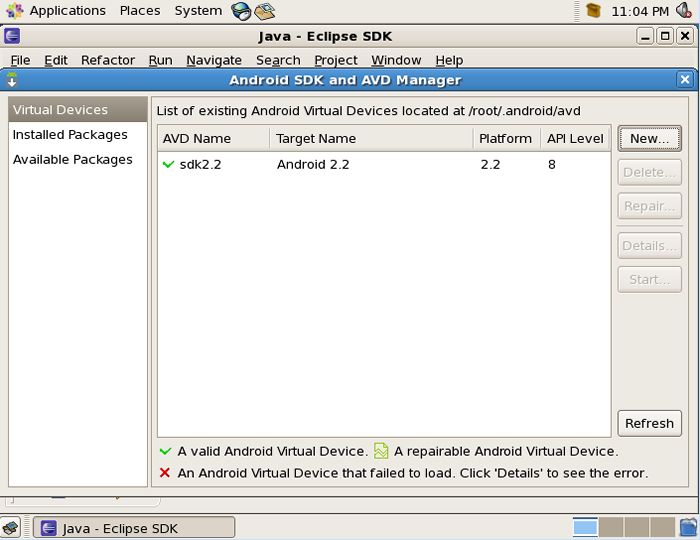 Applications Places System 11:04 PM
Java - Eclipse SDK
File Edit Refactor Run Navigate Search Project Window Help
Android SDK and AVD Manager
Virtual Devices
Installed Packages
Available Packages
List of existing Android Virtual Devices located at /root/.android/avd
AVD Name Target Name Platform API Level
sdk2.2 Android 2.2 2.2 8
New...
Delete...
Repair...
Details...
Start...
Refresh
A valid Android Virtual Device. A repairable Android Virtual Device.
An Android Virtual Device that failed to load. Click 'Details' to see the error.
Java - Eclipse SDK